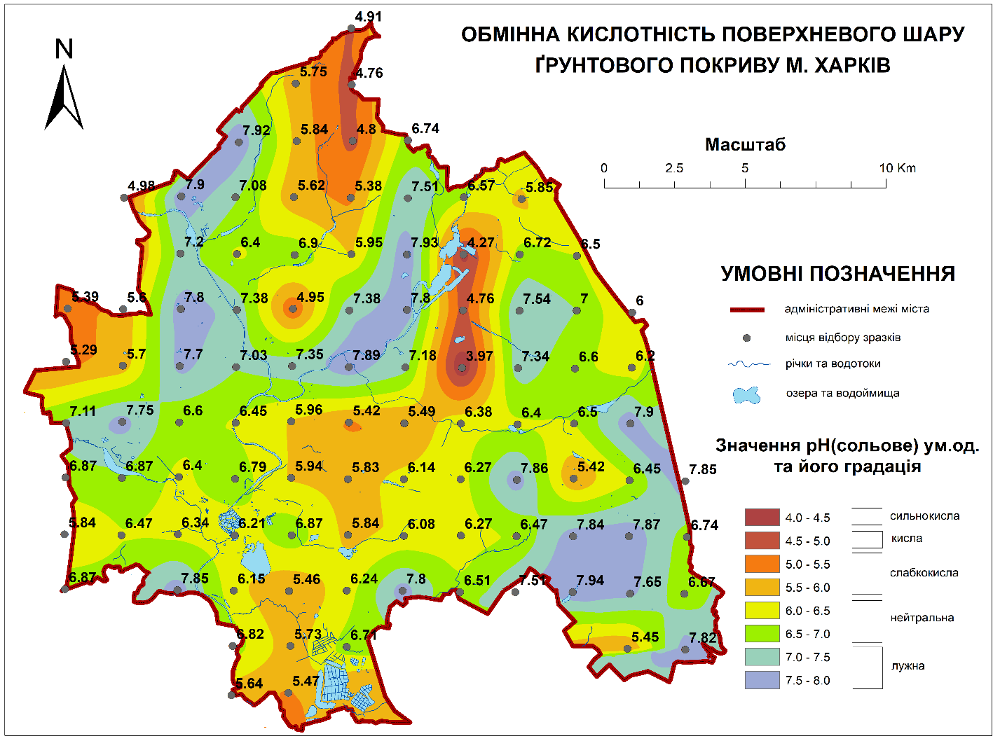 ОБМІННА КИСЛОТНІСТЬ ПОВЕРХНЕВОГО ШАРУ
ҐРУНТОВОГО ПОКРИВУ М. ХАРКІВ
N
Масштаб
0 2.5 5 10 Km
4.91
5.75 4.76
7.92 5.84 4.8 6.74
4.98 7.9 7.08 5.62 5.38 7.51 6.57 5.85
7.2 6.4 6.9 5.95 7.93 4.27 6.72 6.5
5.39 5.6 7.8 7.38 4.95 7.38 7.8 4.76 7.54 7 6
5.29 5.7 7.7 7.03 7.35 7.89 7.18 3.97 7.34 6.6 6.2
7.11 7.75 6.6 6.45 5.96 5.42 5.49 6.38 6.4 6.5 7.9
6.87 6.87 6.4 6.79 5.94 5.83 6.14 6.27 7.86 5.42 6.45 7.85
5.84 6.47 6.34 6.21 6.87 5.84 6.08 6.27 6.47 7.84 7.87 6.74
6.87 7.85 6.15 5.46 6.24 7.8 6.51 7.51 7.94 7.65 6.67
6.82 5.73 6.71 5.45 7.82
5.64 5.47
УМОВНІ ПОЗНАЧЕННЯ
адміністративні межі міста
місця відбору зразків
річки та водотоки
озера та водоймища
Значення pH(сольове) ум.од.
та його градація
4.0 - 4.5 сильнокисла
4.5 - 5.0 кисла
5.0 - 5.5 слабкокисла
5.5 - 6.0
6.0 - 6.5 нейтральна
6.5 - 7.0
7.0 - 7.5 лужна
7.5 - 8.0